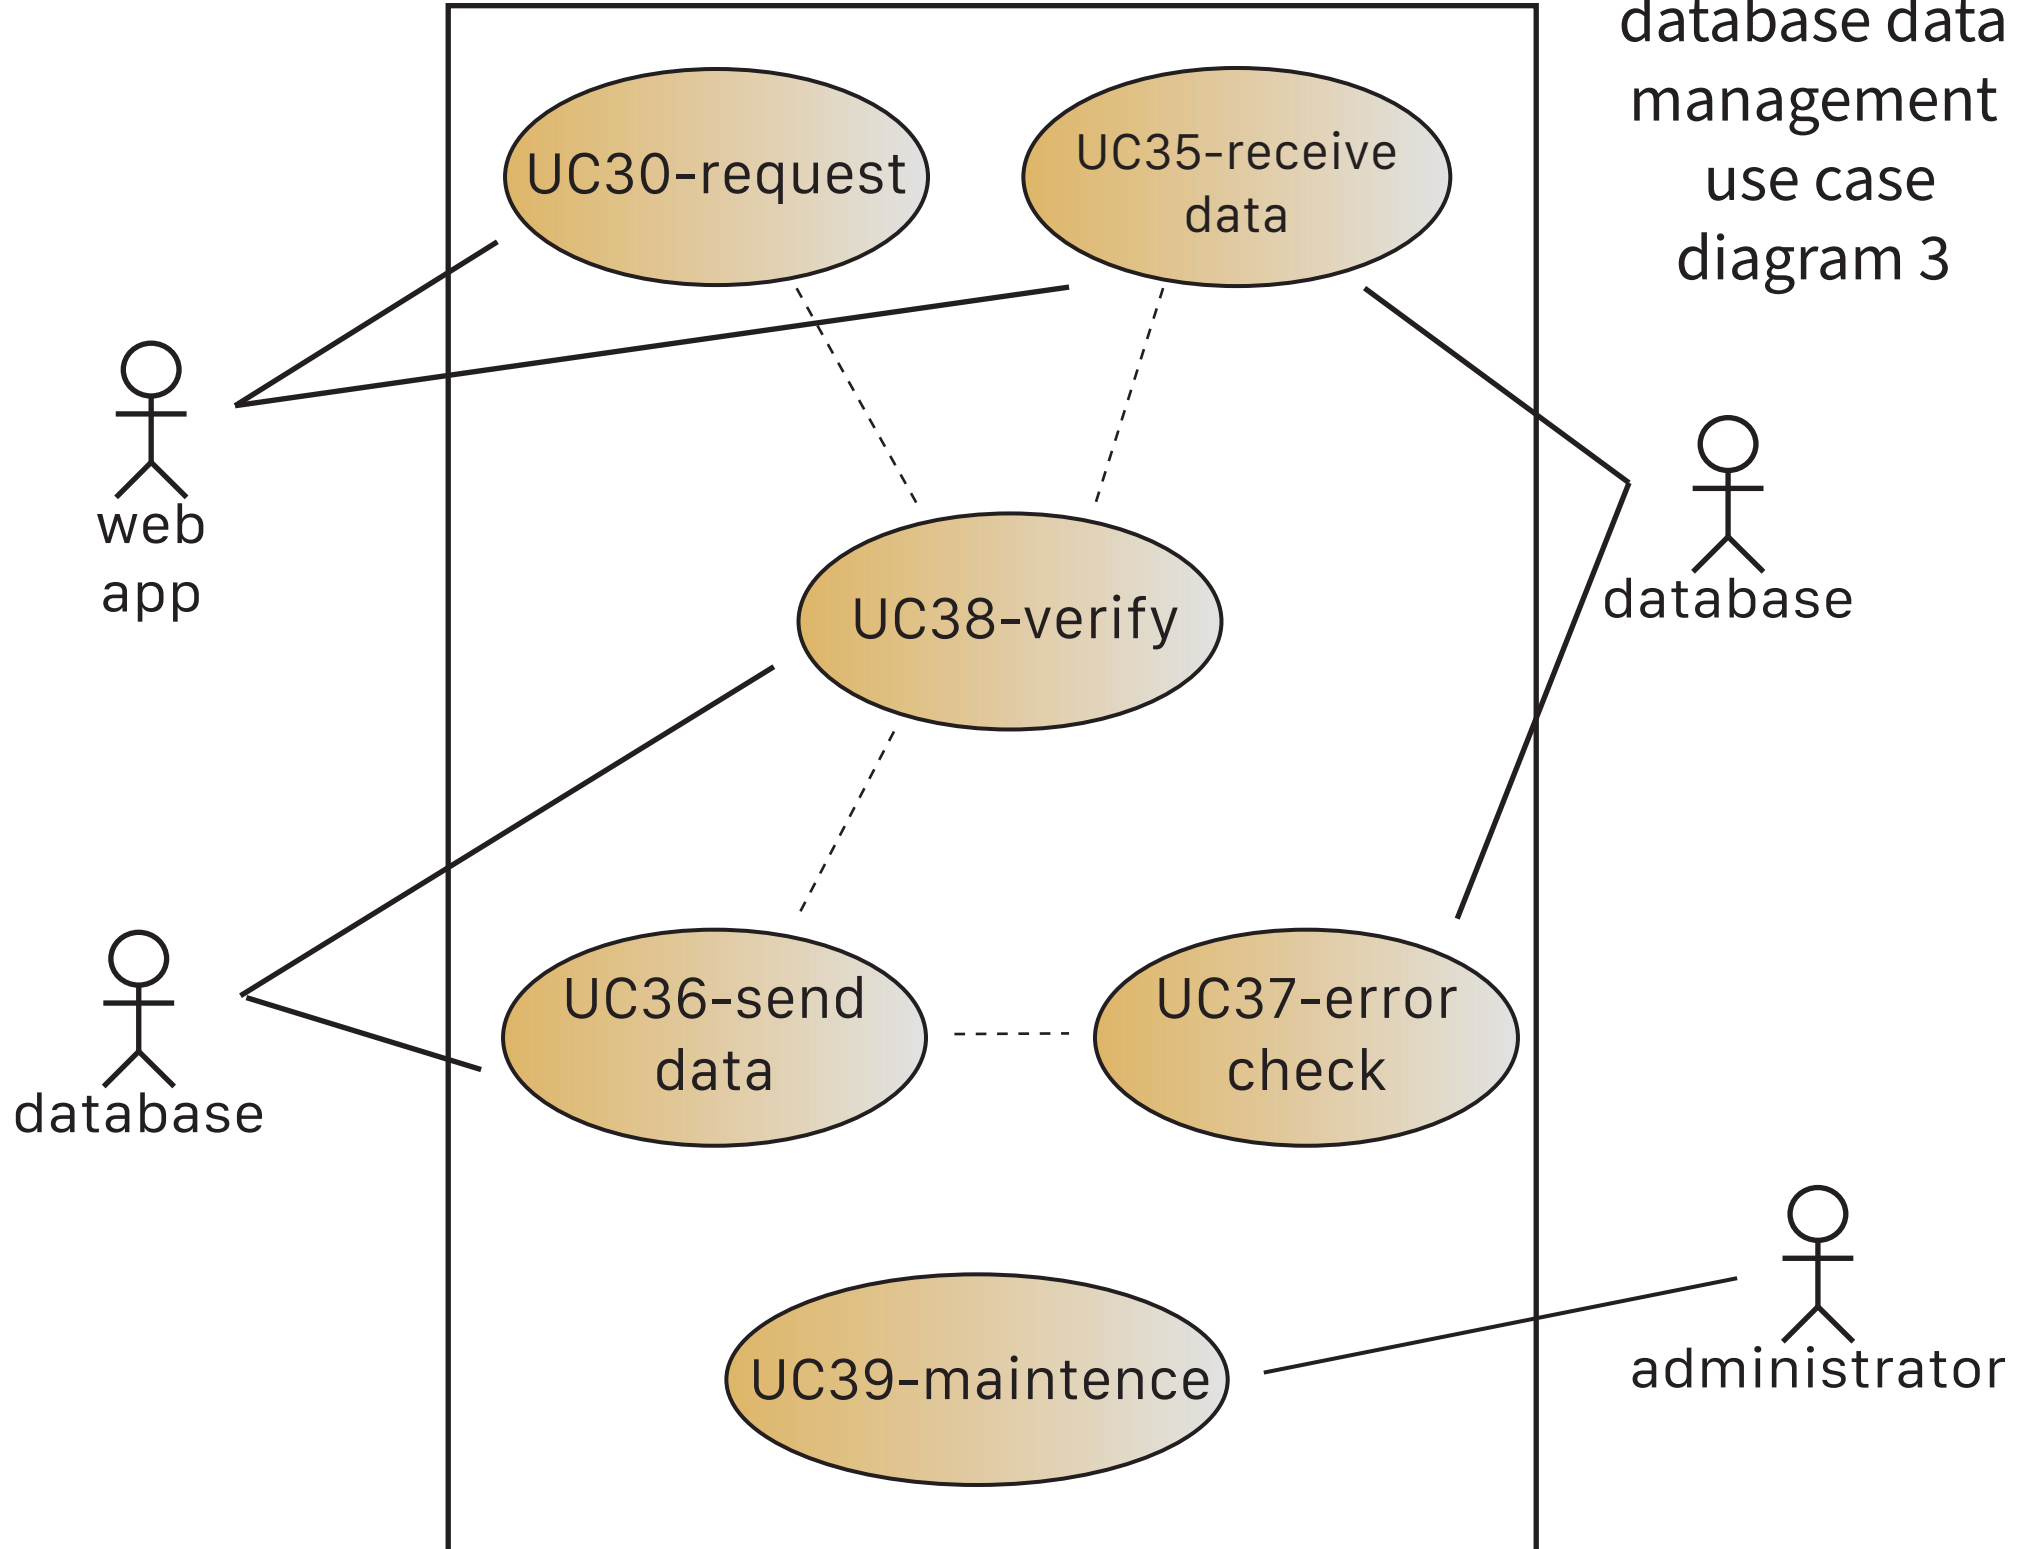 database data
management
use case
diagram 3
UC30-request
UC35-receive
data
web
app
database
UC38-verify
database
UC36-send
data
UC37-error
check
administrator
UC39-maintence